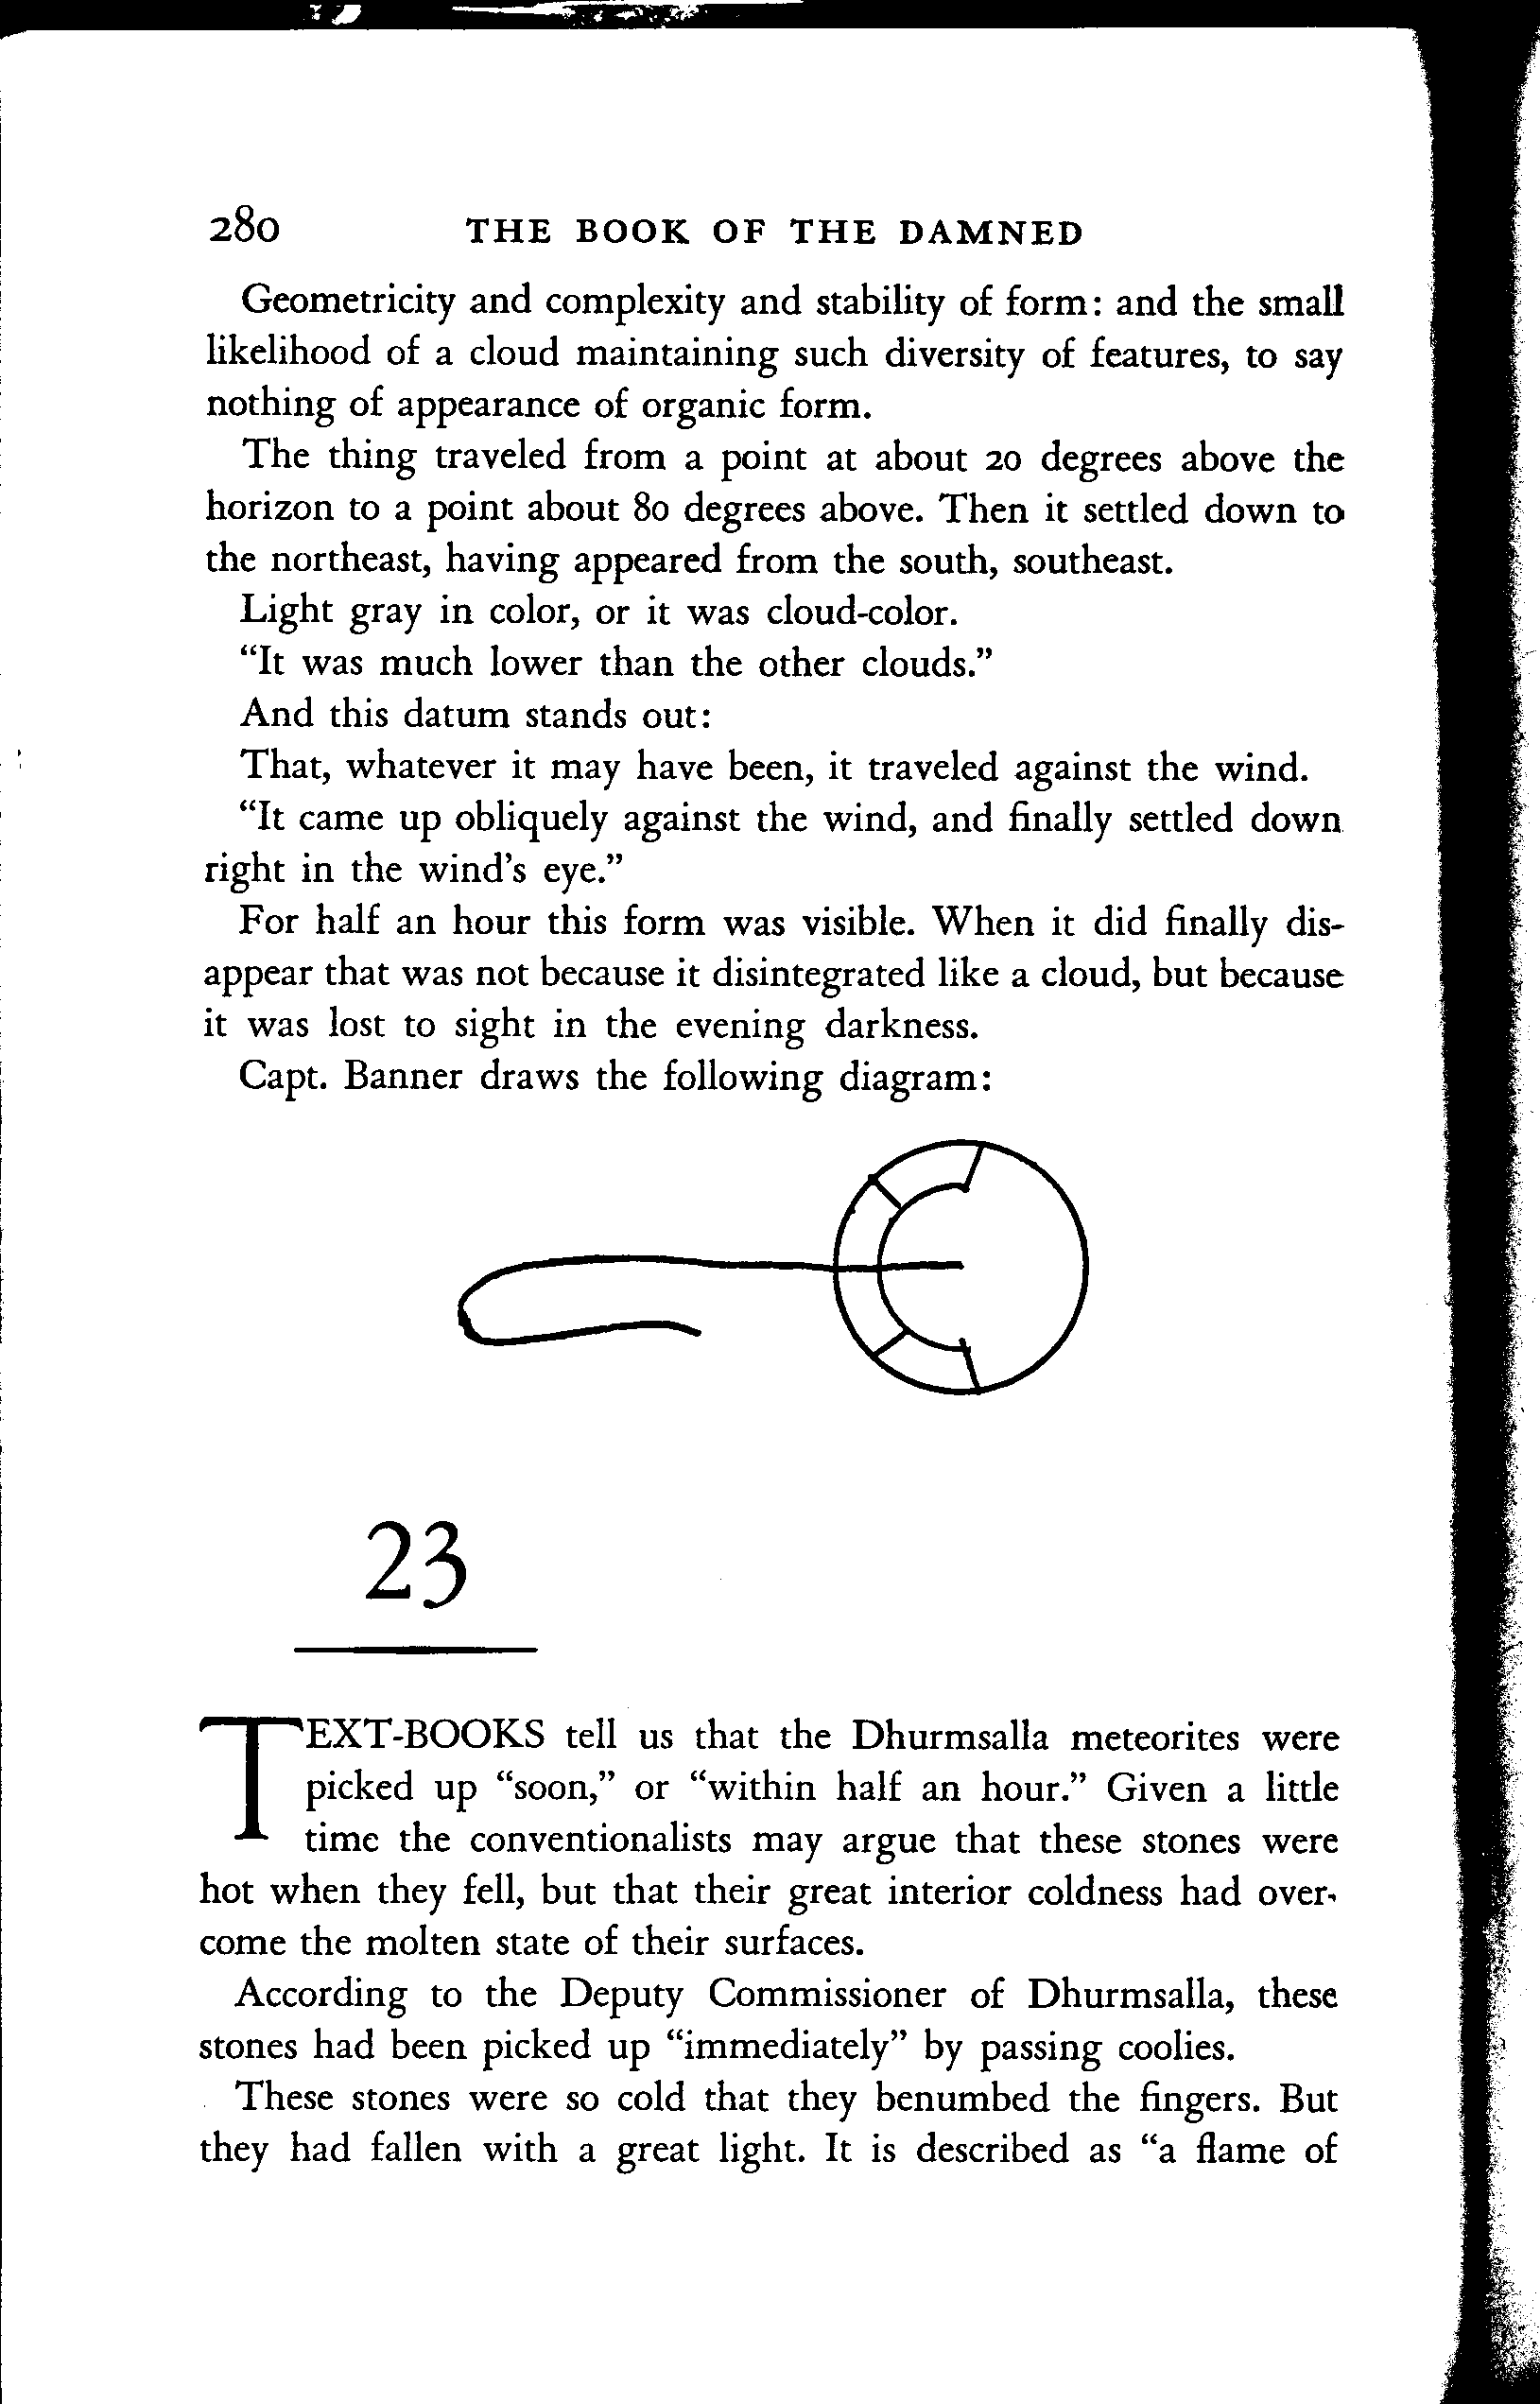 280 THE BOOK OF THE DAMNED
Geometricity and complexity and stability of form: and the small
likelihood of a cloud maintaining such diversity of features, to say
nothing of appearance of organic form.
The thing traveled from a point at about 20 degrees above the
horizon to a point about 80 degrees above. Then it settled down to
the northeast, having appeared from the south, southeast.
Light gray in color, or it was cloud-color.
“It was much lower than the other clouds.”
And this datum stands out:
That, whatever it may have been, it traveled against the wind.
“It came up obliquely against the wind, and finally settled down
right in the wind’s eye.”
For half an hour this form was visible. When it did finally dis-
appear that was not because it disintegrated like a cloud, but because
it was lost to sight in the evening darkness.
Capt. Banner draws the following diagram:
23
TEXT-BOOKS tell us that the Dhurmsalla meteorites were
picked up “soon,” or “within half an hour.” Given a little
time the conventionalists may argue that these stones were
hot when they fell, but that their great interior coldness had over-
come the molten state of their surfaces.
According to the Deputy Commissioner of Dhurmsalla, these
stones had been picked up “immediately” by passing coolies.
These stones were so cold that they benumbed the fingers. But
they had fallen with a great light. It is described as “a flame of